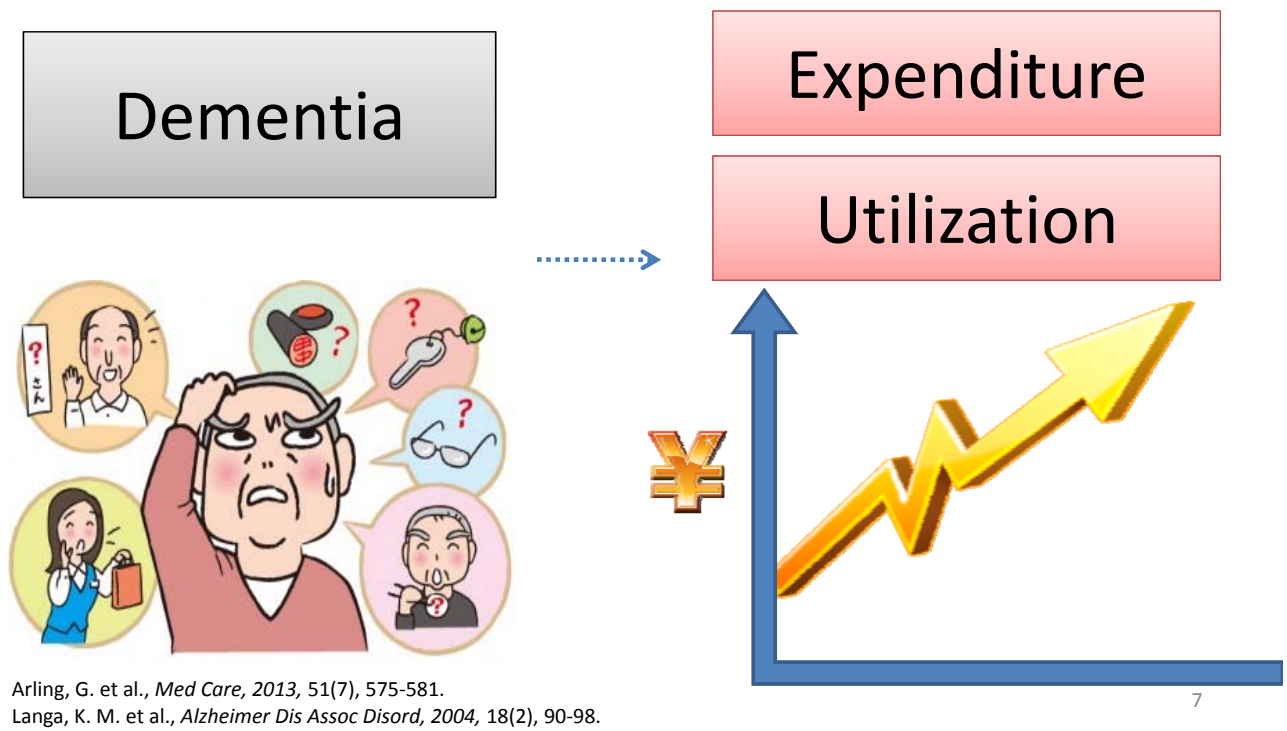 Dementia
Expenditure
Utilization
?
?
?
さん
?
?
¥
Arling, G. et al., Med Care, 2013, 51(7), 575-581.
Langa, K. M. et al., Alzheimer Dis Assoc Disord, 2004, 18(2), 90-98.
7